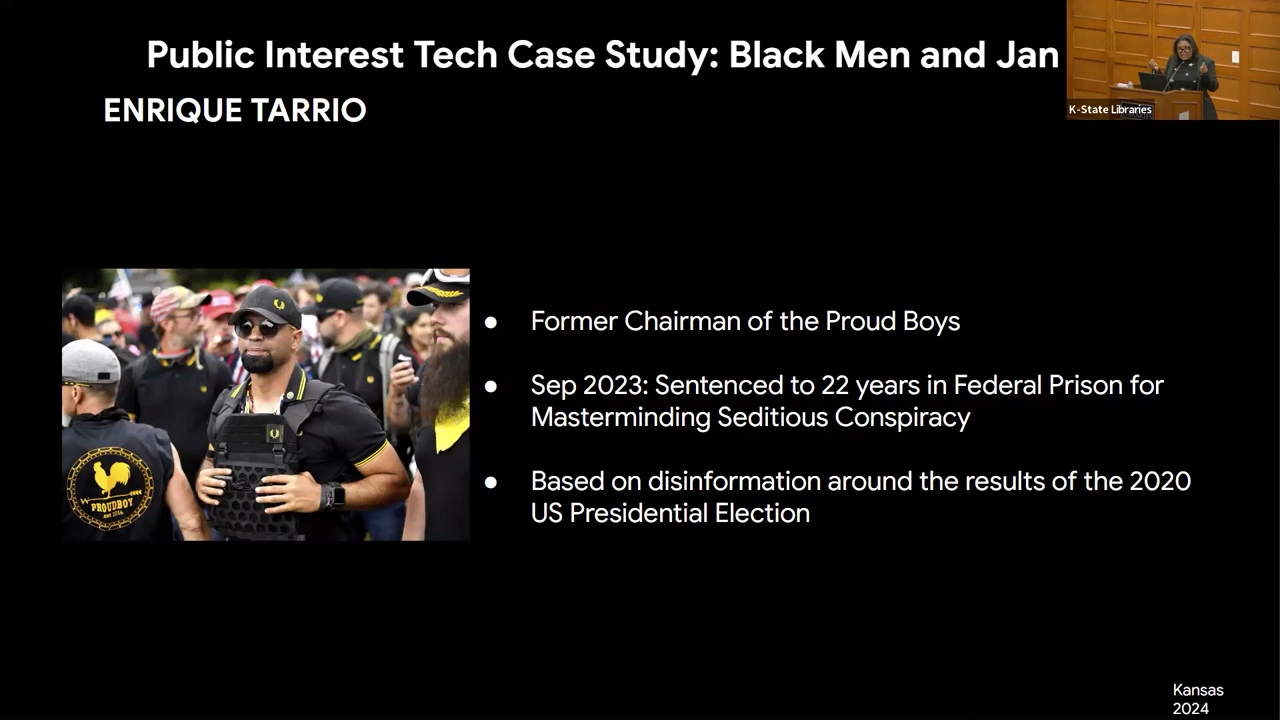 Public Interest Tech Case Study: Black Men and Jan
ENRIQUE TARRIO
K-State Libraries
● Former Chairman of the Proud Boys
● Sep 2023: Sentenced to 22 years in Federal Prison for
Masterminding Seditious Conspiracy
● Based on disinformation around the results of the 2020
US Presidential Election
PROUDBOY
EST. 2016
Kansas
2024